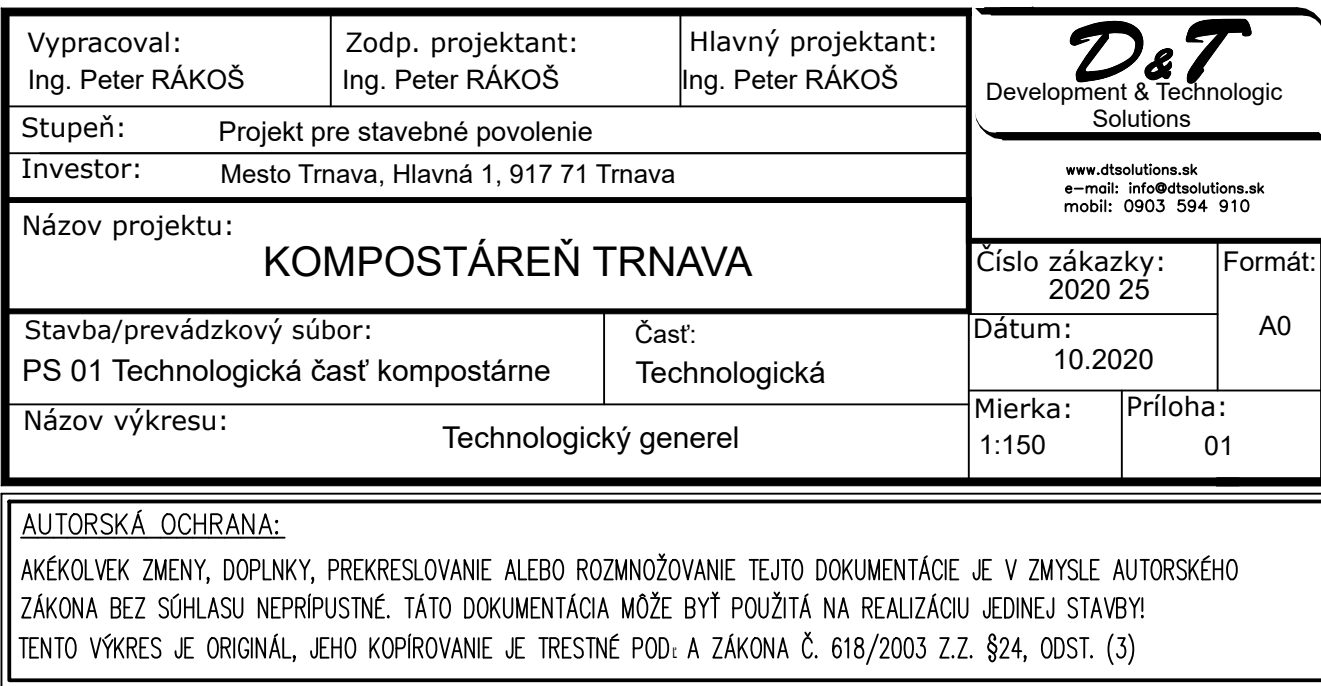 Vypracoval:
Ing. Peter RÁKOŠ
Zodp. projektant:
Ing. Peter RÁKOŠ
Hlavný projektant:
Ing. Peter RÁKOŠ
D&T
Development & Technologic
Solutions
www.dtsolutions.sk
e-mail: info@dtsolutions.sk
mobil: 0903 594 910
Stupeň: Projekt pre stavebné povolenie
Investor: Mesto Trnava, Hlavná 1, 917 71 Trnava
Názov projektu:
KOMPOSTÁREŇ TRNAVA
Číslo zákazky:
2020 25
Formát:
A0
Dátum:
10.2020
Stavba/prevádzkový súbor:
PS 01 Technologická časť kompostárne
Časť:
Technologická
Názov výkresu:
Technologický generel
Mierka:
1:150
Príloha:
01
AUTORSKÁ OCHRANA:
AKÉKOLVEK ZMENY, DOPLNKY, PREKRESLOVANIE ALEBO ROZMNOŽOVANIE TEJTO DOKUMENTÁCIE JE V ZMYSLE AUTORSKÉHO
ZÁKONA BEZ SÚHLASU NEPRÍPUSTNÉ. TÁTO DOKUMENTÁCIA MÔŽE BYŤ POUŽITÁ NA REALIZÁCIU JEDINEJ STAVBY!
TENTO VÝKRES JE ORIGINÁL, JEHO KOPÍROVANIE JE TRESTNÉ PODľ A ZÁKONA Č. 618/2003 Z.Z. §24, ODST. (3)